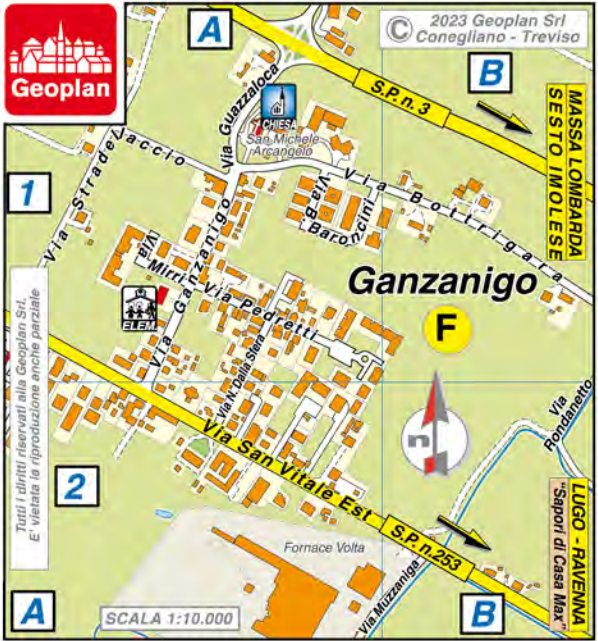 Geoplan
A
© 2023 Geoplan Srl
Conegliano - Treviso
B
S.P. n. 3
MASSA LOMBARDA
SESTO IMOLESE
CHIESA
San Michele
Arcangelo
Via Guazzaloca
Via Stradellaccio
1
Via Bottrigara
Via B.
Baroncini
Via Ganzanigo
Via
Mirri
Via Pedretti
ELEM.
Ganzanigo
F
Via N. Dalla Sfera
Tutti i diritti riservati alla Geoplan Srl.
E' vietata la riproduzione anche parziale
n
Via
Rondanetto
2
Via San Vitale Est
S.P. n.253
LUGO - RAVENNA
"Sapori di Casa Max"
Fornace Volta
Via Muzzaniga
A
SCALA 1:10.000
B